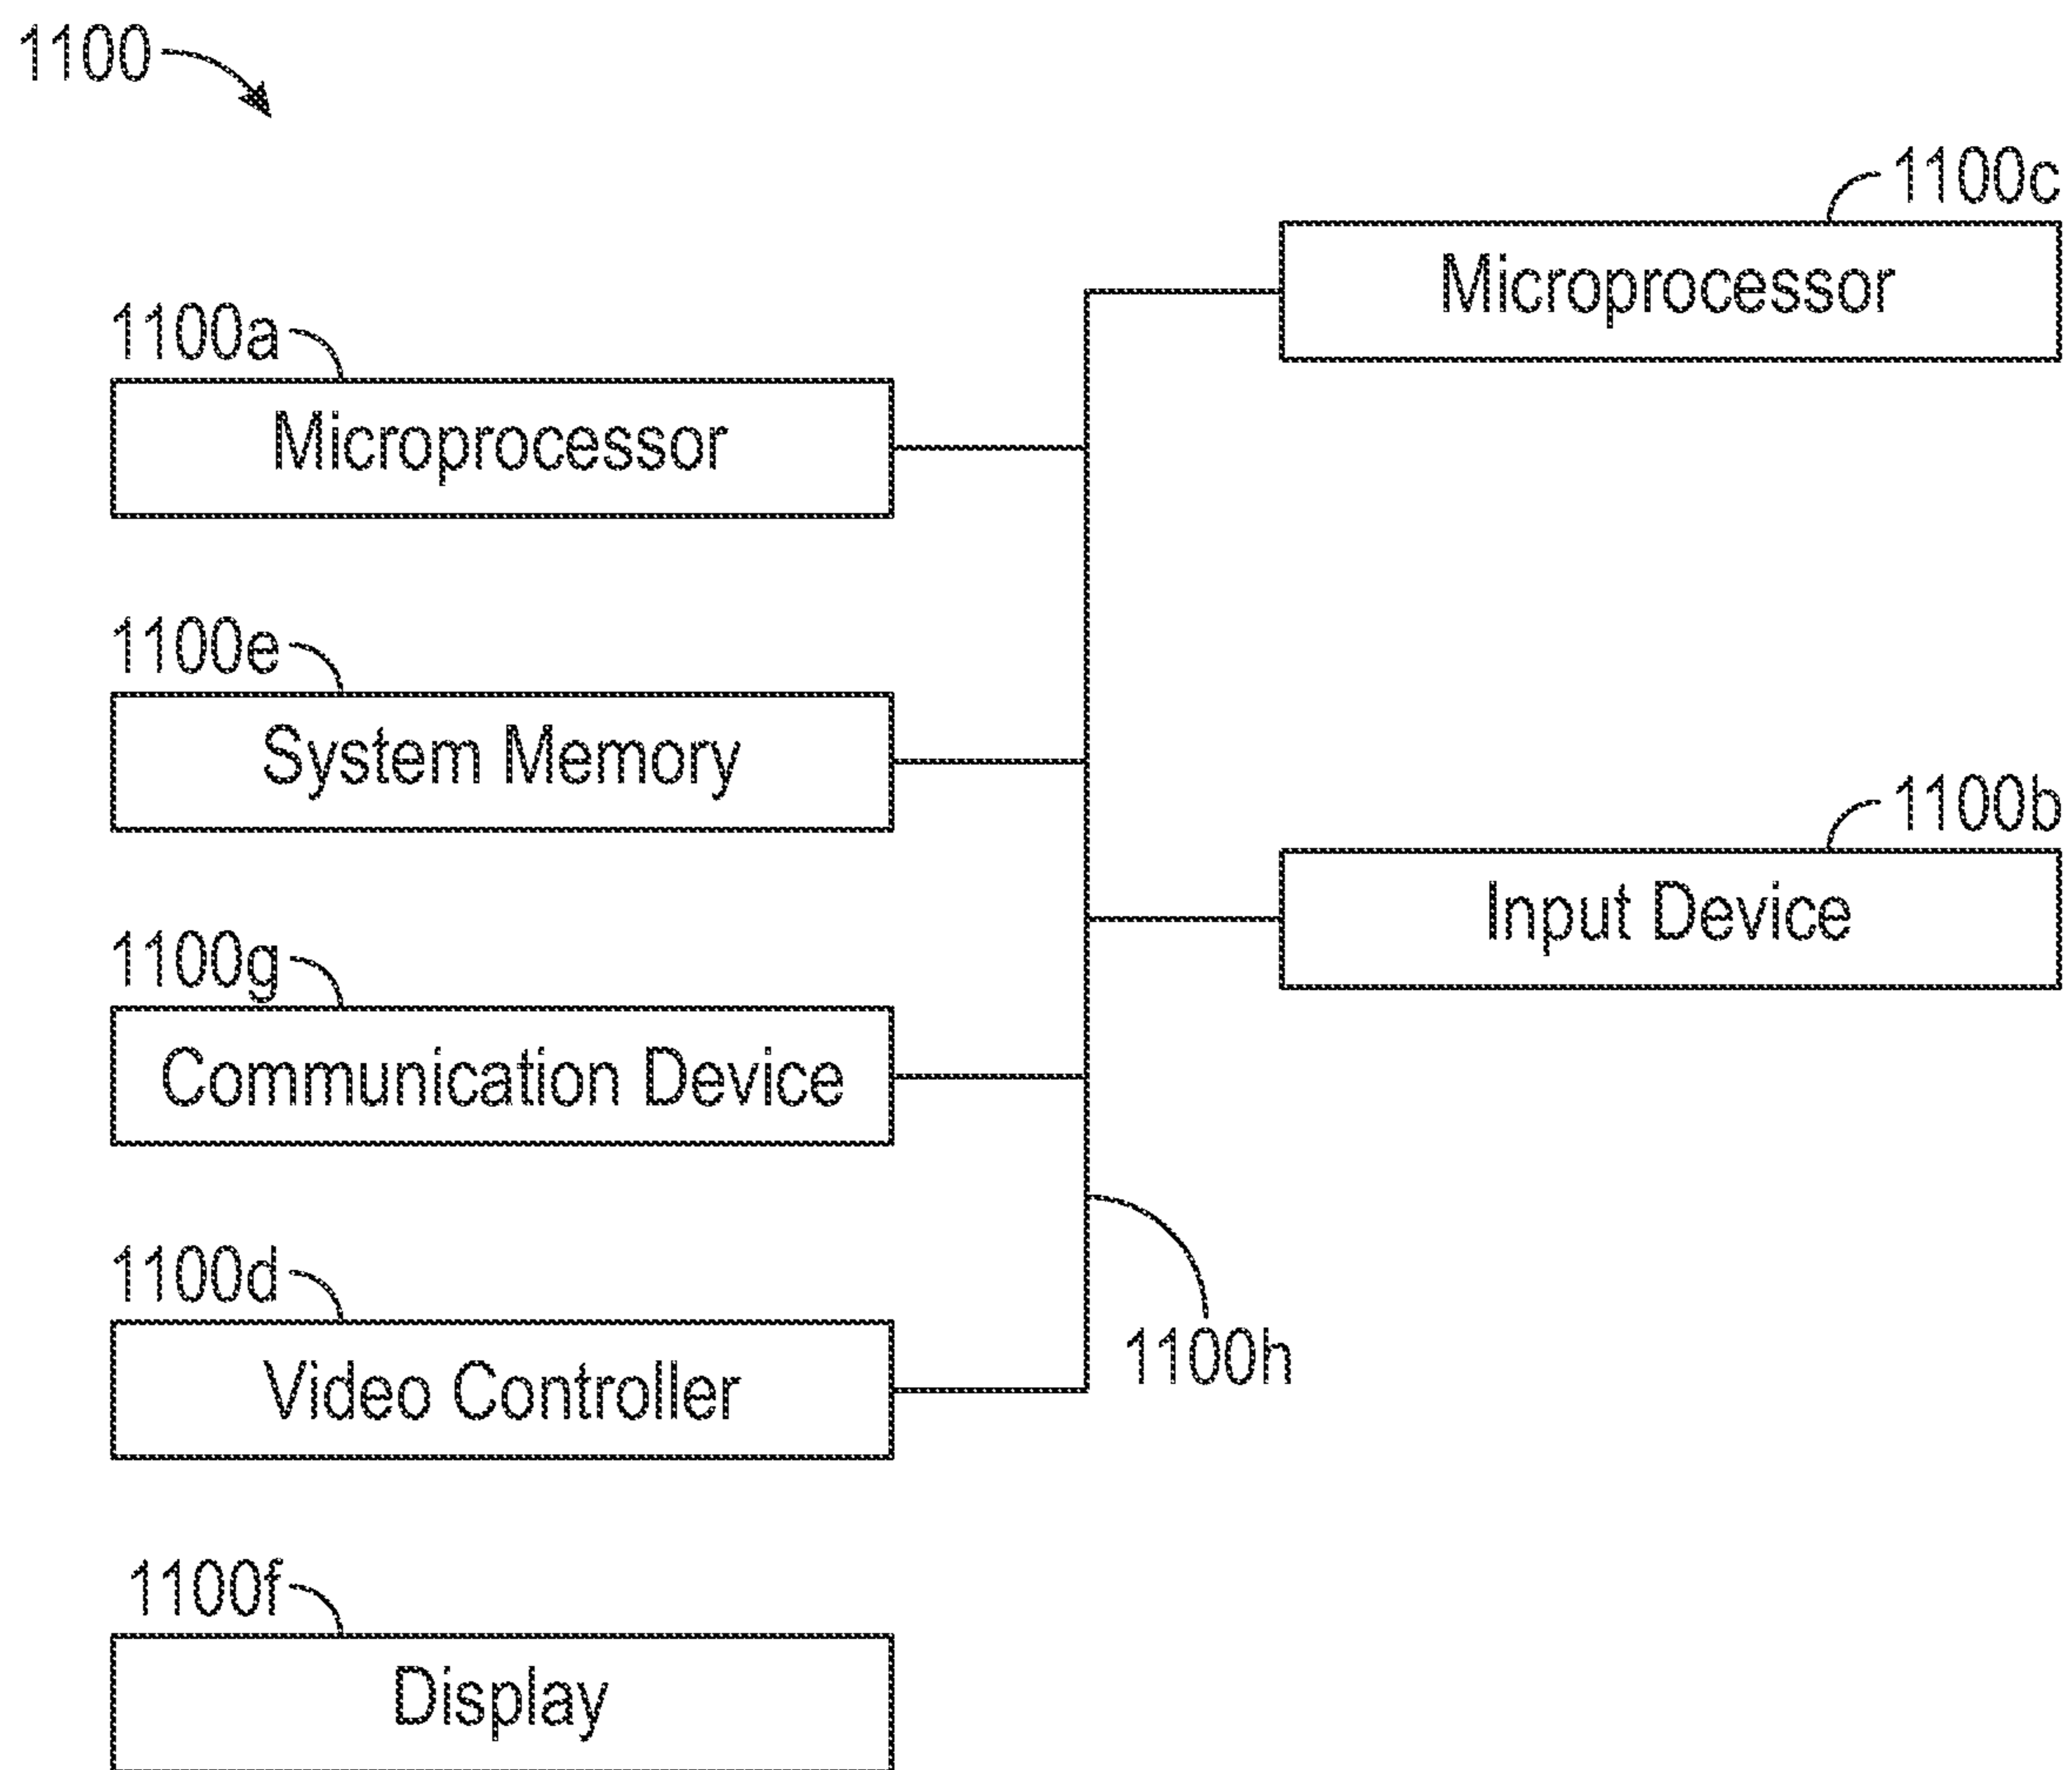 1100
1100c
Microprocessor
1100a
Microprocessor
1100e
System Memory
1100b
Input Device
1100g
Communication Device
1100d
Video Controller
1100h
1100f
Display